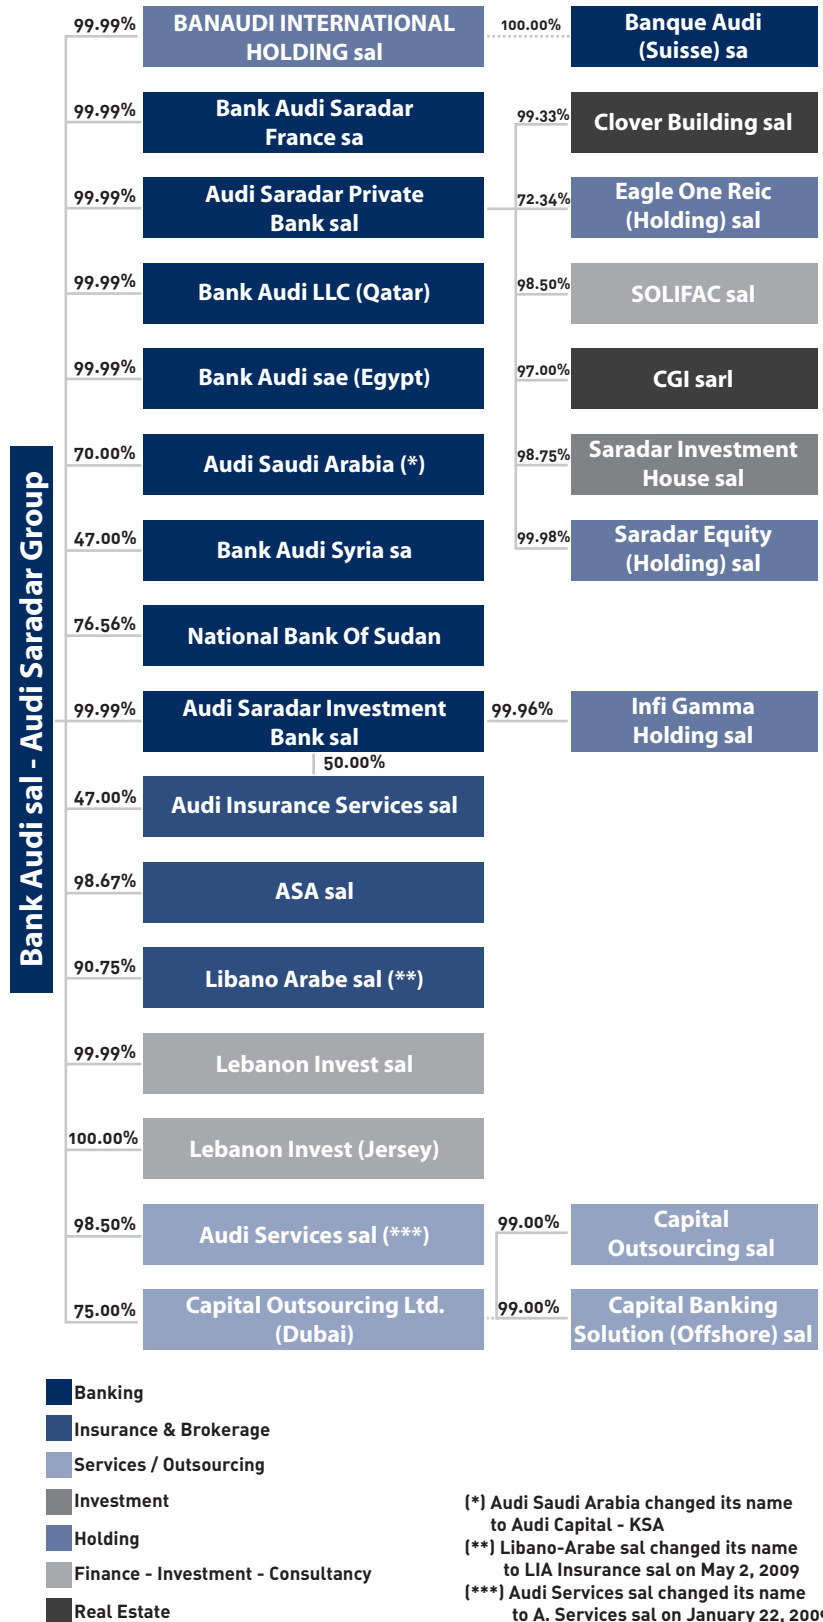 Bank Audi sal - Audi Saradar Group
99.99%
BANAUDI INTERNATIONAL
HOLDING sal
100.00%
Banque Audi
(Suisse) sa
99.99%
Bank Audi Saradar
France sa
99.33%
Clover Building sal
99.99%
Audi Saradar Private
Bank sal
72.34%
Eagle One Reic
(Holding) sal
99.99%
Bank Audi LLC (Qatar)
98.50%
SOLIFAC sal
99.99%
Bank Audi sae (Egypt)
97.00%
CGI sarl
70.00%
Audi Saudi Arabia (*)
98.75%
Saradar Investment
House sal
47.00%
Bank Audi Syria sa
99.98%
Saradar Equity
(Holding) sal
76.56%
National Bank Of Sudan
99.99%
Audi Saradar Investment
Bank sal
99.96%
Infi Gamma
Holding sal
50.00%
47.00%
Audi Insurance Services sal
98.67%
ASA sal
90.75%
Libano Arabe sal (**)
99.99%
Lebanon Invest sal
100.00%
Lebanon Invest (Jersey)
98.50%
Audi Services sal (***)
99.00%
Capital
Outsourcing sal
75.00%
Capital Outsourcing Ltd.
(Dubai)
99.00%
Capital Banking
Solution (Offshore) sal
Banking
Insurance & Brokerage
Services / Outsourcing
Investment
Holding
Finance - Investment - Consultancy
Real Estate
(*) Audi Saudi Arabia changed its name
to Audi Capital - KSA
(**) Libano-Arabe sal changed its name
to LIA Insurance sal on May 2, 2009
(***) Audi Services sal changed its name
to A. Services sal on January 22, 2009